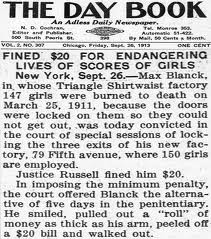 THE DAY BOOK
An Adless Daily Newspaper.
N. D. Cochran,
Editor and Publisher.
500 South Peoria St.
Tel. Monroe 353.
Automatic 51-422.
By Mail, 50 Cents a Month.
VOL. 2, NO. 307 Chicago, Friday, Sept. 26, 1913 ONE CENT
FINED $20 FOR ENDANGERING
LIVES OF SCORES OF GIRLS
New York, Sept. 26.—Max Blanck,
in whose Triangle Shirtwaist factory
147 girls were burned to death on
March 25, 1911, because the doors
were locked on them so they could
not get out, was today convicted in
the court of special sessions of lock-
ing the three exits of his new fac-
tory, 79 Fifth avenue, where 150 girls
are employed.
Justice Russell fined him $20.
In imposing the minimum penalty,
the court offered Blanck the alterna-
tive of five days in the penitentiary.
He smiled, pulled out a "roll" of
money as thick as his arm, peeled off
a $20 bill and walked out.